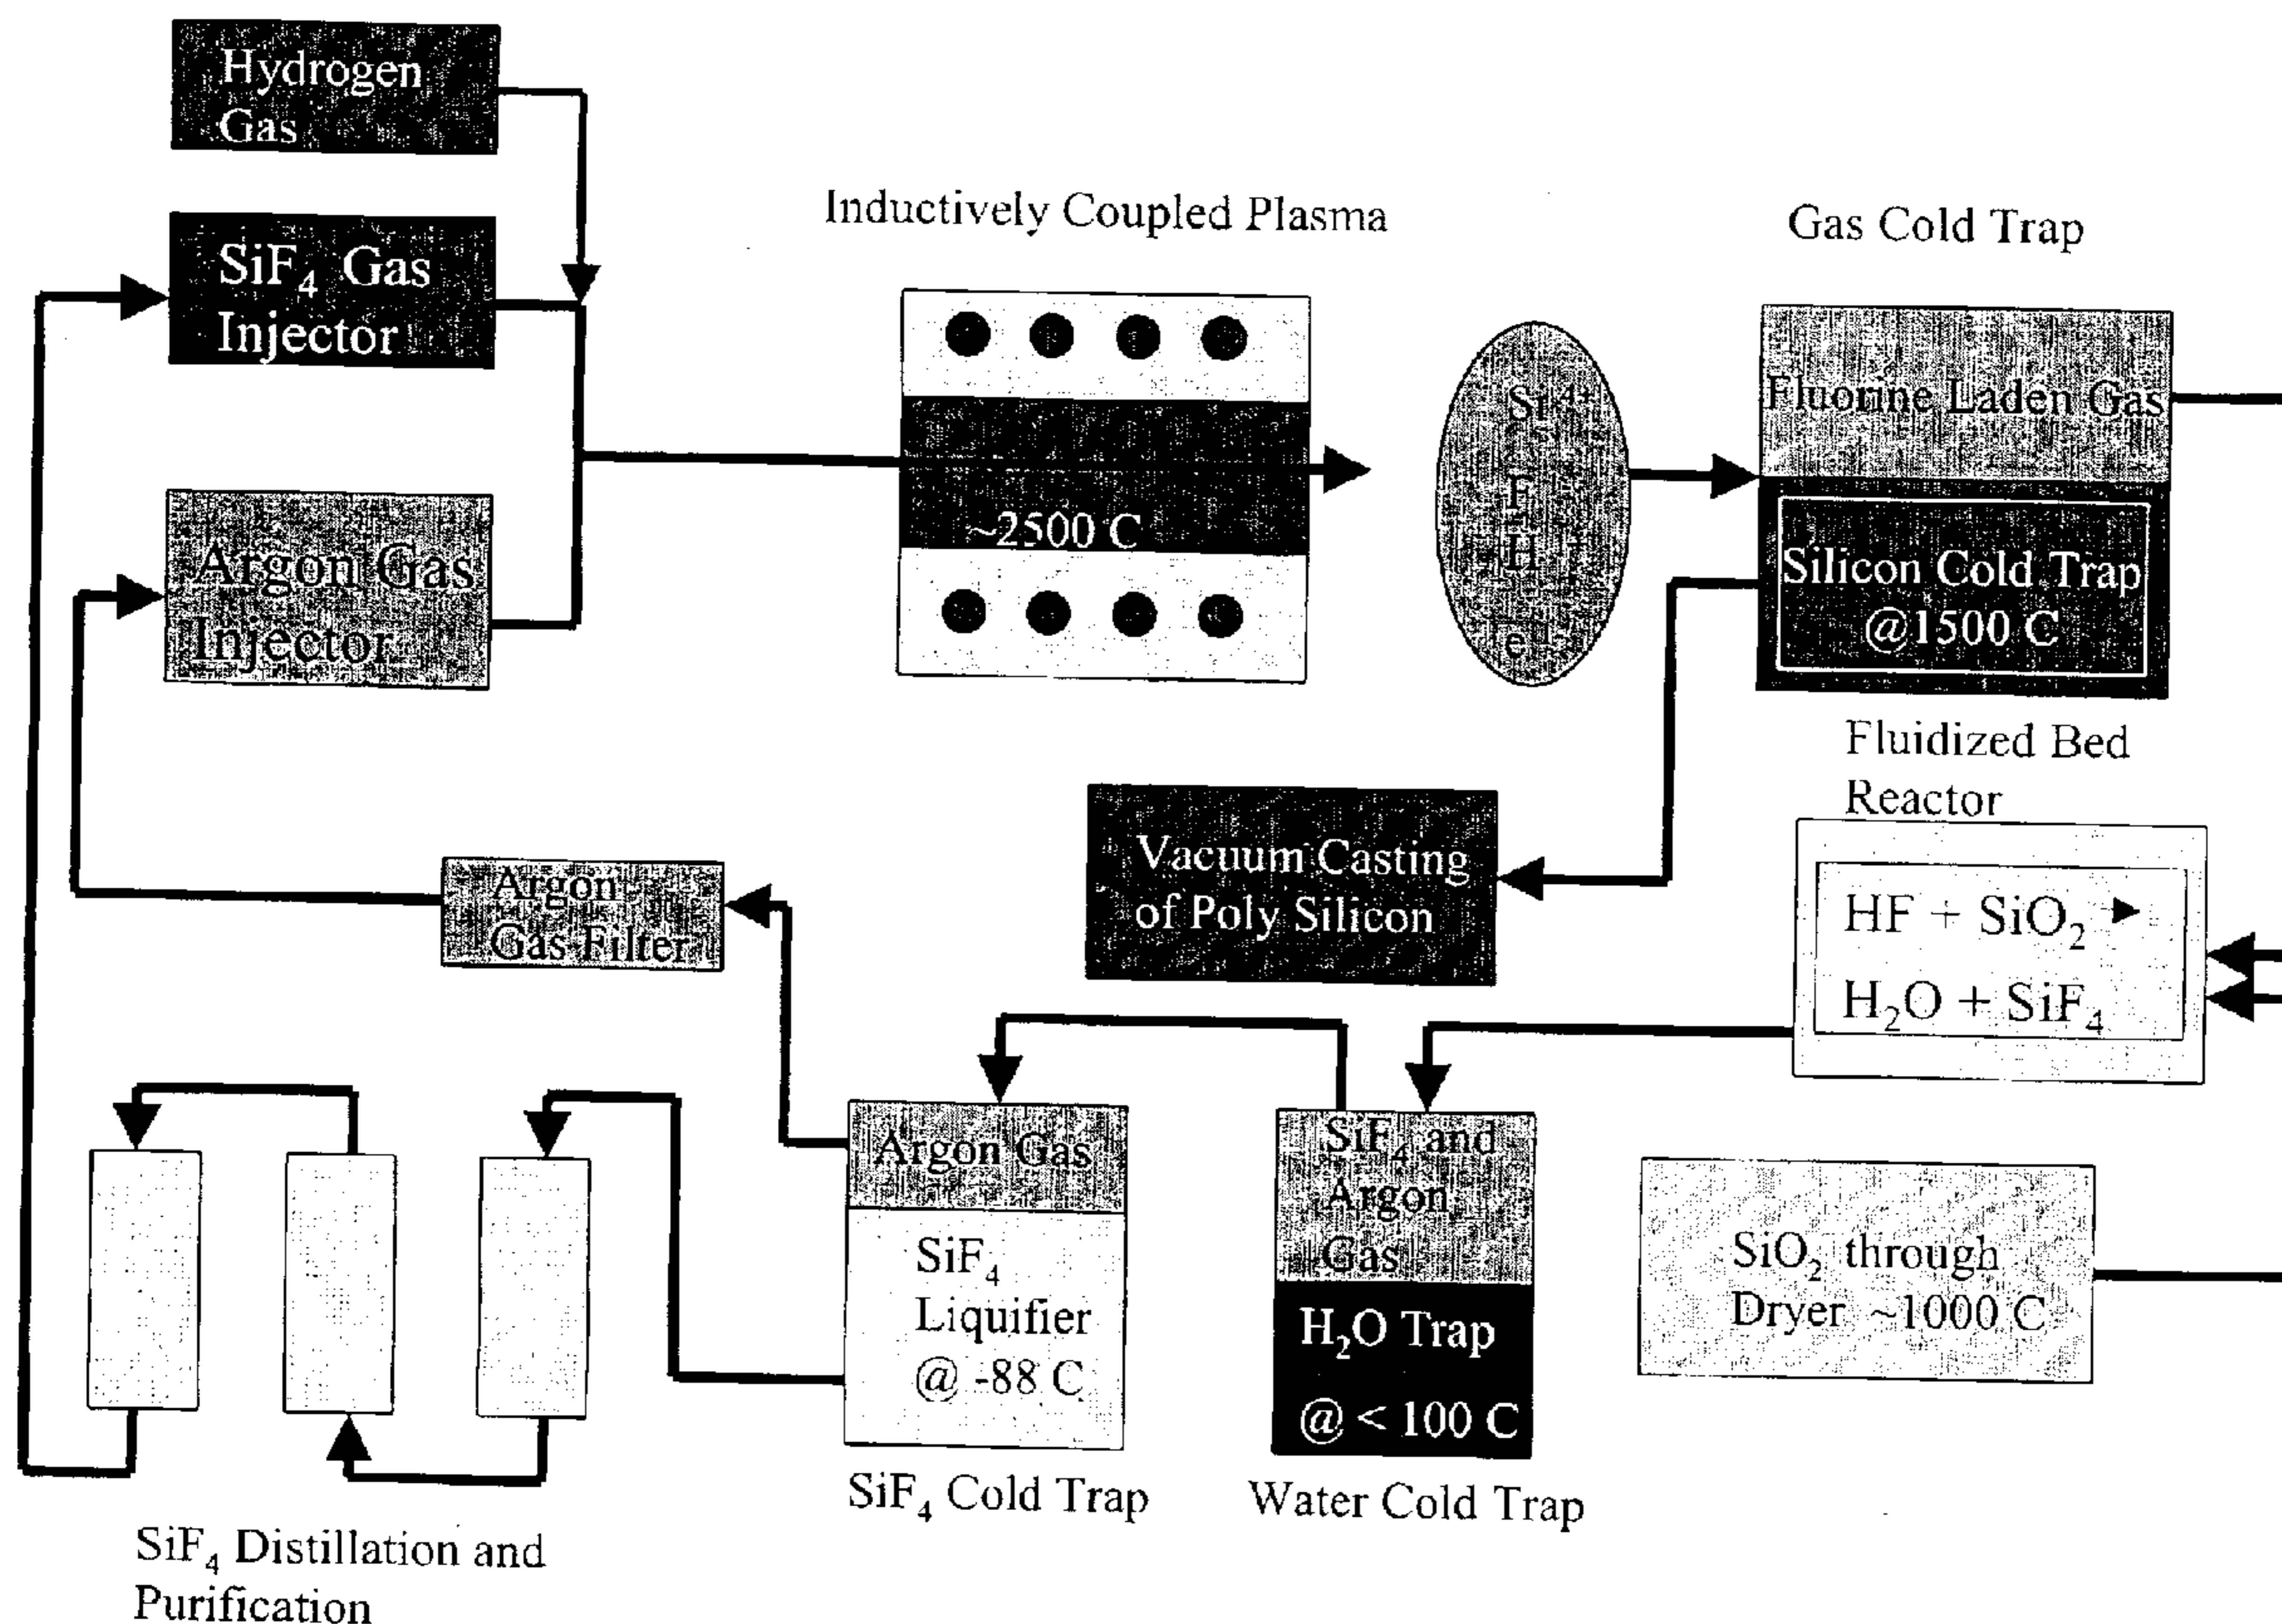 Hydrogen
Gas
SiF₄ Gas
Injector
Argon Gas
Injector
Inductively Coupled Plasma
~2500 C
F
H
e
Gas Cold Trap
Fluorine Laden Gas
Silicon Cold Trap
@1500 C
Fluidized Bed
Reactor
HF + SiO₂ ►
H₂O + SiF₄
Vacuum Casting
of Poly Silicon
Argon
Gas Filter
Argon Gas
SiF₄
Liquifier
@ -88 C
SiF₄ Cold Trap
SiF₄ and
Argon
Gas
H₂O Trap
@ < 100 C
Water Cold Trap
SiO₂ through
Dryer ~1000 C
SiF₄ Distillation and
Purification